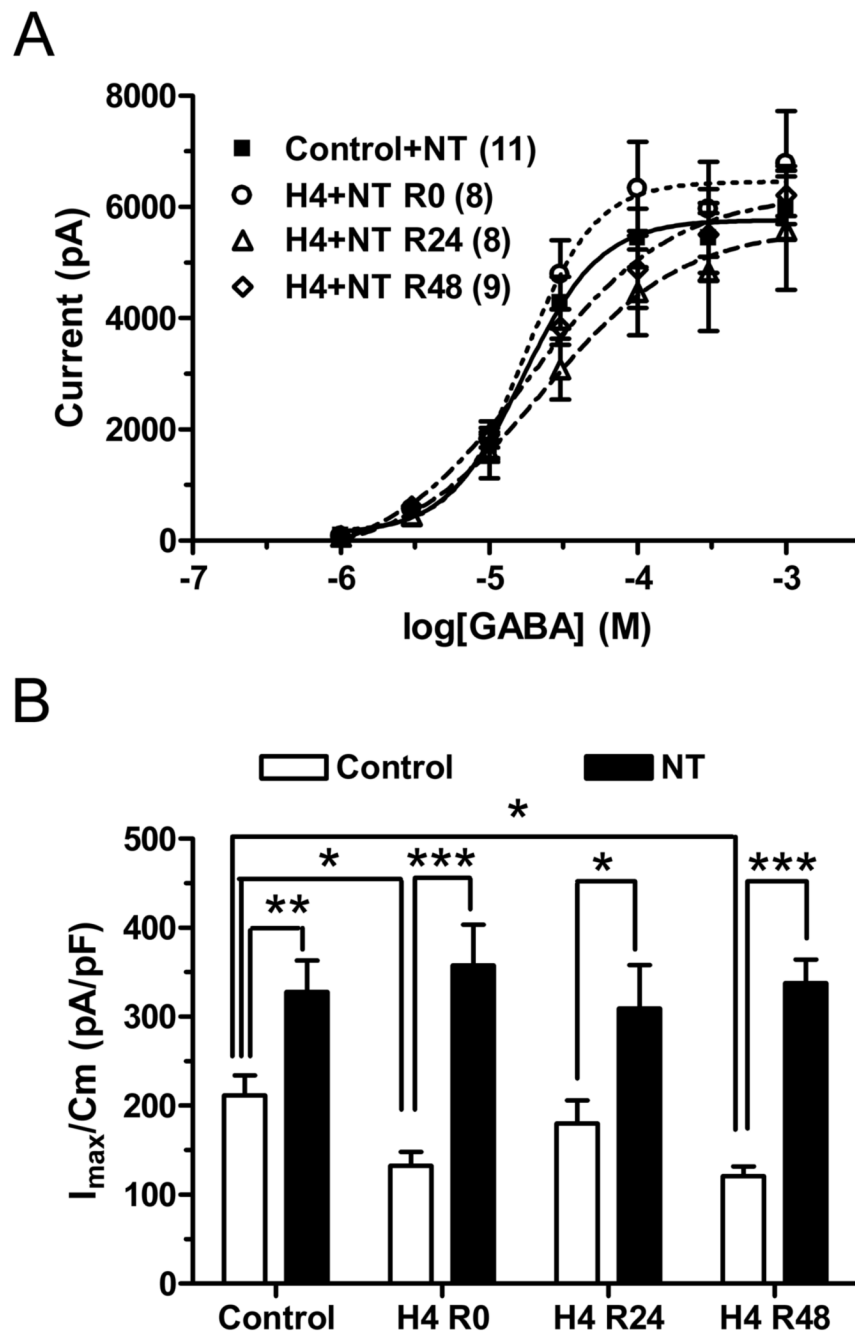 A
8000
6000
4000
2000
0
Current (pA)
Control+NT (11)
H4+NT R0 (8)
H4+NT R24 (8)
H4+NT R48 (9)
-7 -6 -5 -4 -3
log[GABA] (M)
B
Control NT
500
400
300
200
100
0
I_max/Cm (pA/pF)
*
* *** * ***
**
Control H4 R0 H4 R24 H4 R48